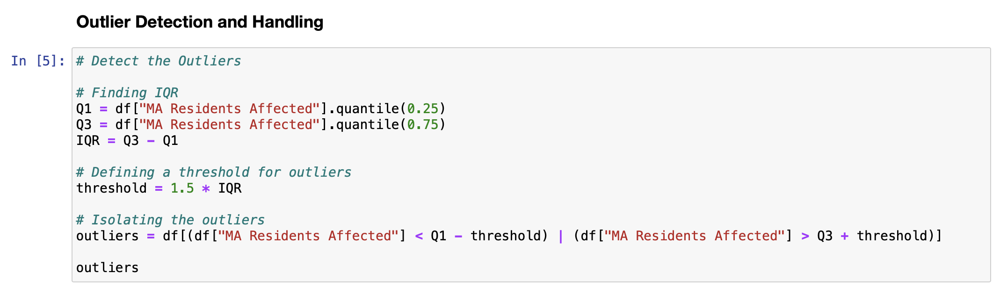 Outlier Detection and Handling
In [5]:
# Detect the Outliers
# Finding IQR
Q1 = df["MA Residents Affected"].quantile(0.25)
Q3 = df["MA Residents Affected"].quantile(0.75)
IQR = Q3 - Q1
# Defining a threshold for outliers
threshold = 1.5 * IQR
# Isolating the outliers
outliers = df[(df["MA Residents Affected"] < Q1 - threshold) | (df["MA Residents Affected"] > Q3 + threshold)]
outliers